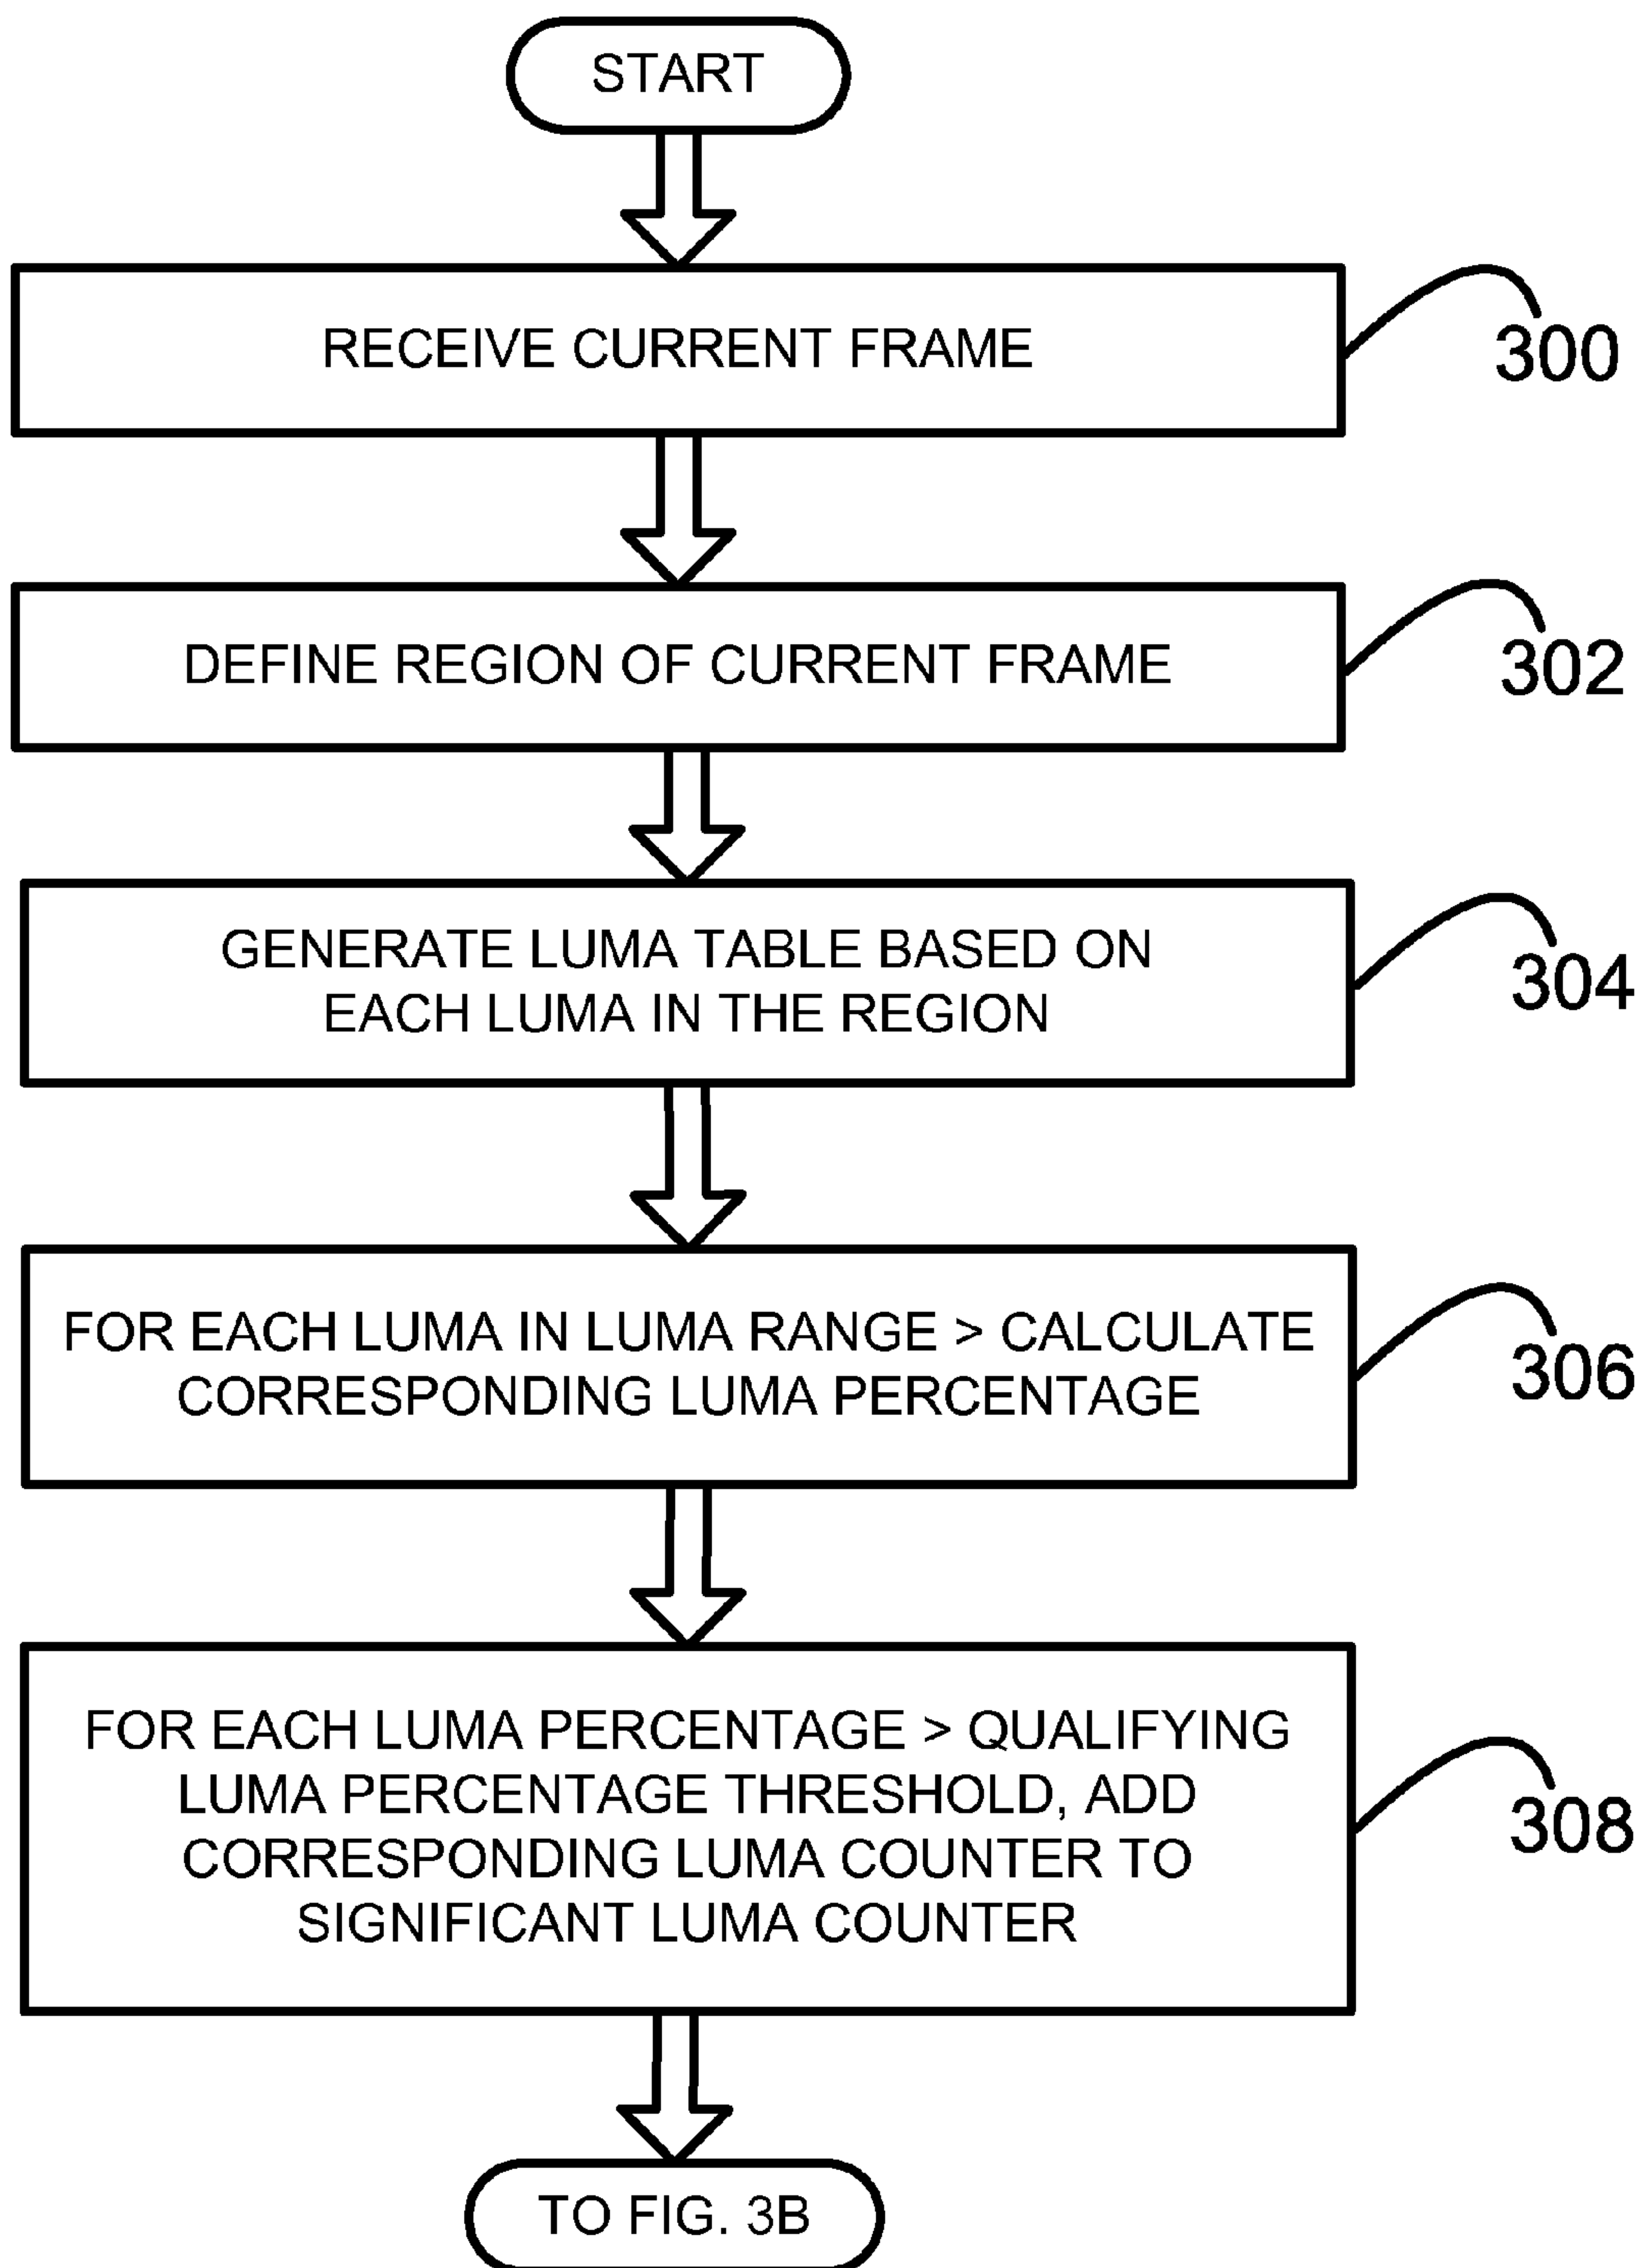 START
RECEIVE CURRENT FRAME
300
DEFINE REGION OF CURRENT FRAME
302
GENERATE LUMA TABLE BASED ON
EACH LUMA IN THE REGION
304
FOR EACH LUMA IN LUMA RANGE > CALCULATE
CORRESPONDING LUMA PERCENTAGE
306
FOR EACH LUMA PERCENTAGE > QUALIFYING
LUMA PERCENTAGE THRESHOLD, ADD
CORRESPONDING LUMA COUNTER TO
SIGNIFICANT LUMA COUNTER
308
TO FIG. 3B